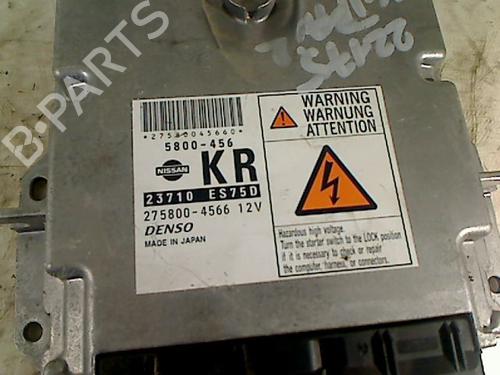 B-PARTS
22175
*27580045660*
5800-456
NISSAN
KR
23710 ES75D
275800-4566 12V
DENSO
MADE IN JAPAN
WARNING
WARNUNG
ATTENTION
Hazardous high voltage.
Turn the starter switch to the LOCK position
if it is necessary to check or repair
the computer, harness, or connectors.